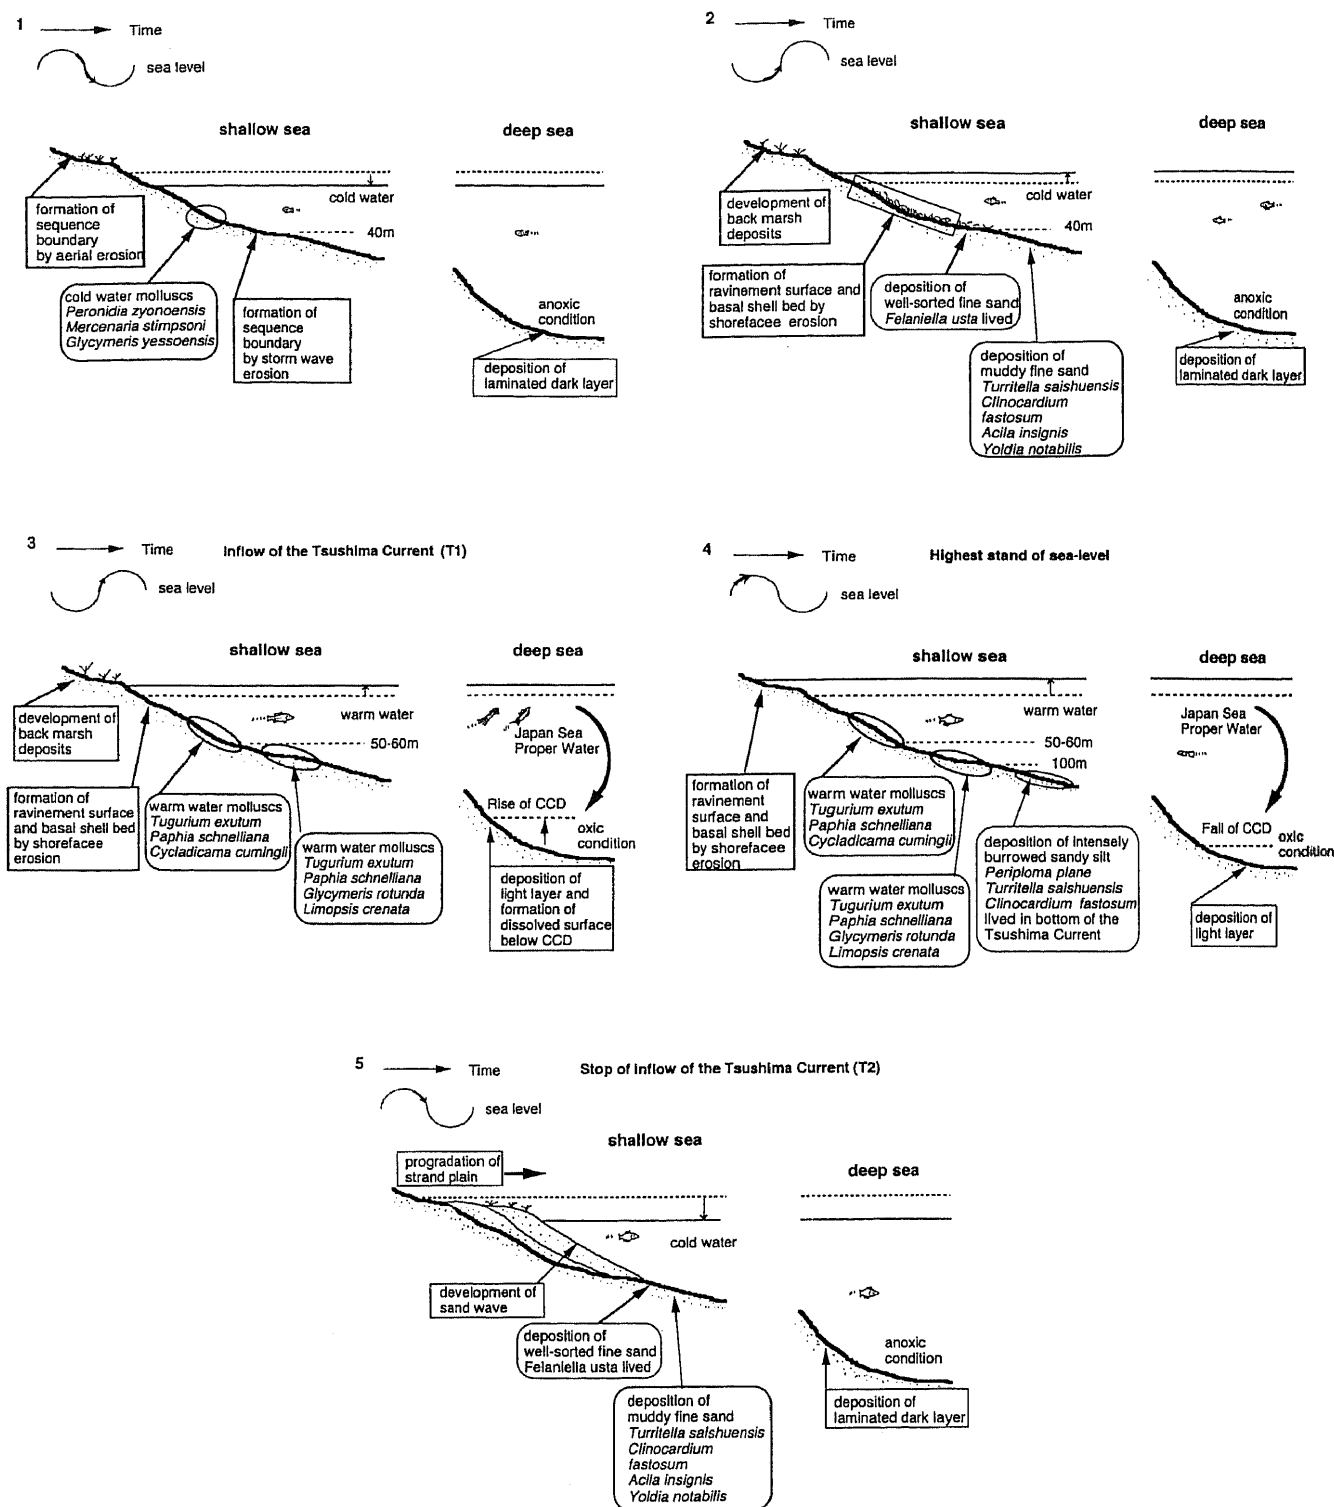 1
Time
sea level
shallow sea
deep sea
cold water
40m
formation of
sequence
boundary
by aerial erosion
cold water molluscs
Peronidia zyonoensis
Mercenaria stimpsoni
Glycymeris yessoensis
formation of
sequence
boundary
by storm wave
erosion
anoxic
condition
deposition of
laminated dark layer
2
Time
sea level
shallow sea
deep sea
cold water
40m
development of
back marsh
deposits
formation of
ravinement surface and
basal shell bed by
shorefacee erosion
deposition of
well-sorted fine sand
Felaniella usta lived
deposition of
muddy fine sand
Turritella saishuensis
Clinocardium
fastosum
Acila insignis
Yoldia notabilis
anoxic
condition
deposition of
laminated dark layer
3
Time
Inflow of the Tsushima Current (T1)
sea level
shallow sea
deep sea
warm water
50-60m
development of
back marsh
deposits
formation of
ravinement surface
and basal shell bed
by shorefacee
erosion
warm water molluscs
Tugurium exutum
Paphia schnelliana
Cycladicama cumingii
warm water molluscs
Tugurium exutum
Paphia schnelliana
Glycymeris rotunda
Limopsis crenata
Japan Sea
Proper Water
Rise of CCD
oxic
condition
deposition of
light layer and
formation of
dissolved surface
below CCD
4
Time
Highest stand of sea-level
sea level
shallow sea
deep sea
warm water
50-60m
100m
formation of
ravinement
surface and
basal shell bed
by shorefacee
erosion
warm water molluscs
Tugurium exutum
Paphia schnelliana
Cycladicama cumingii
warm water molluscs
Tugurium exutum
Paphia schnelliana
Glycymeris rotunda
Limopsis crenata
deposition of intensely
burrowed sandy silt
Periploma plane
Turritella saishuensis
Clinocardium fastosum
lived in bottom of the
Tsushima Current
Japan Sea
Proper Water
Fall of CCD
oxic
condition
deposition of
light layer
5
Time
Stop of inflow of the Tsushima Current (T2)
sea level
shallow sea
deep sea
progradation of
strand plain
cold water
development of
sand wave
deposition of
well-sorted fine sand
Felaniella usta lived
deposition of
muddy fine sand
Turritella saishuensis
Clinocardium
fastosum
Acila insignis
Yoldia notabilis
anoxic
condition
deposition of
laminated dark layer